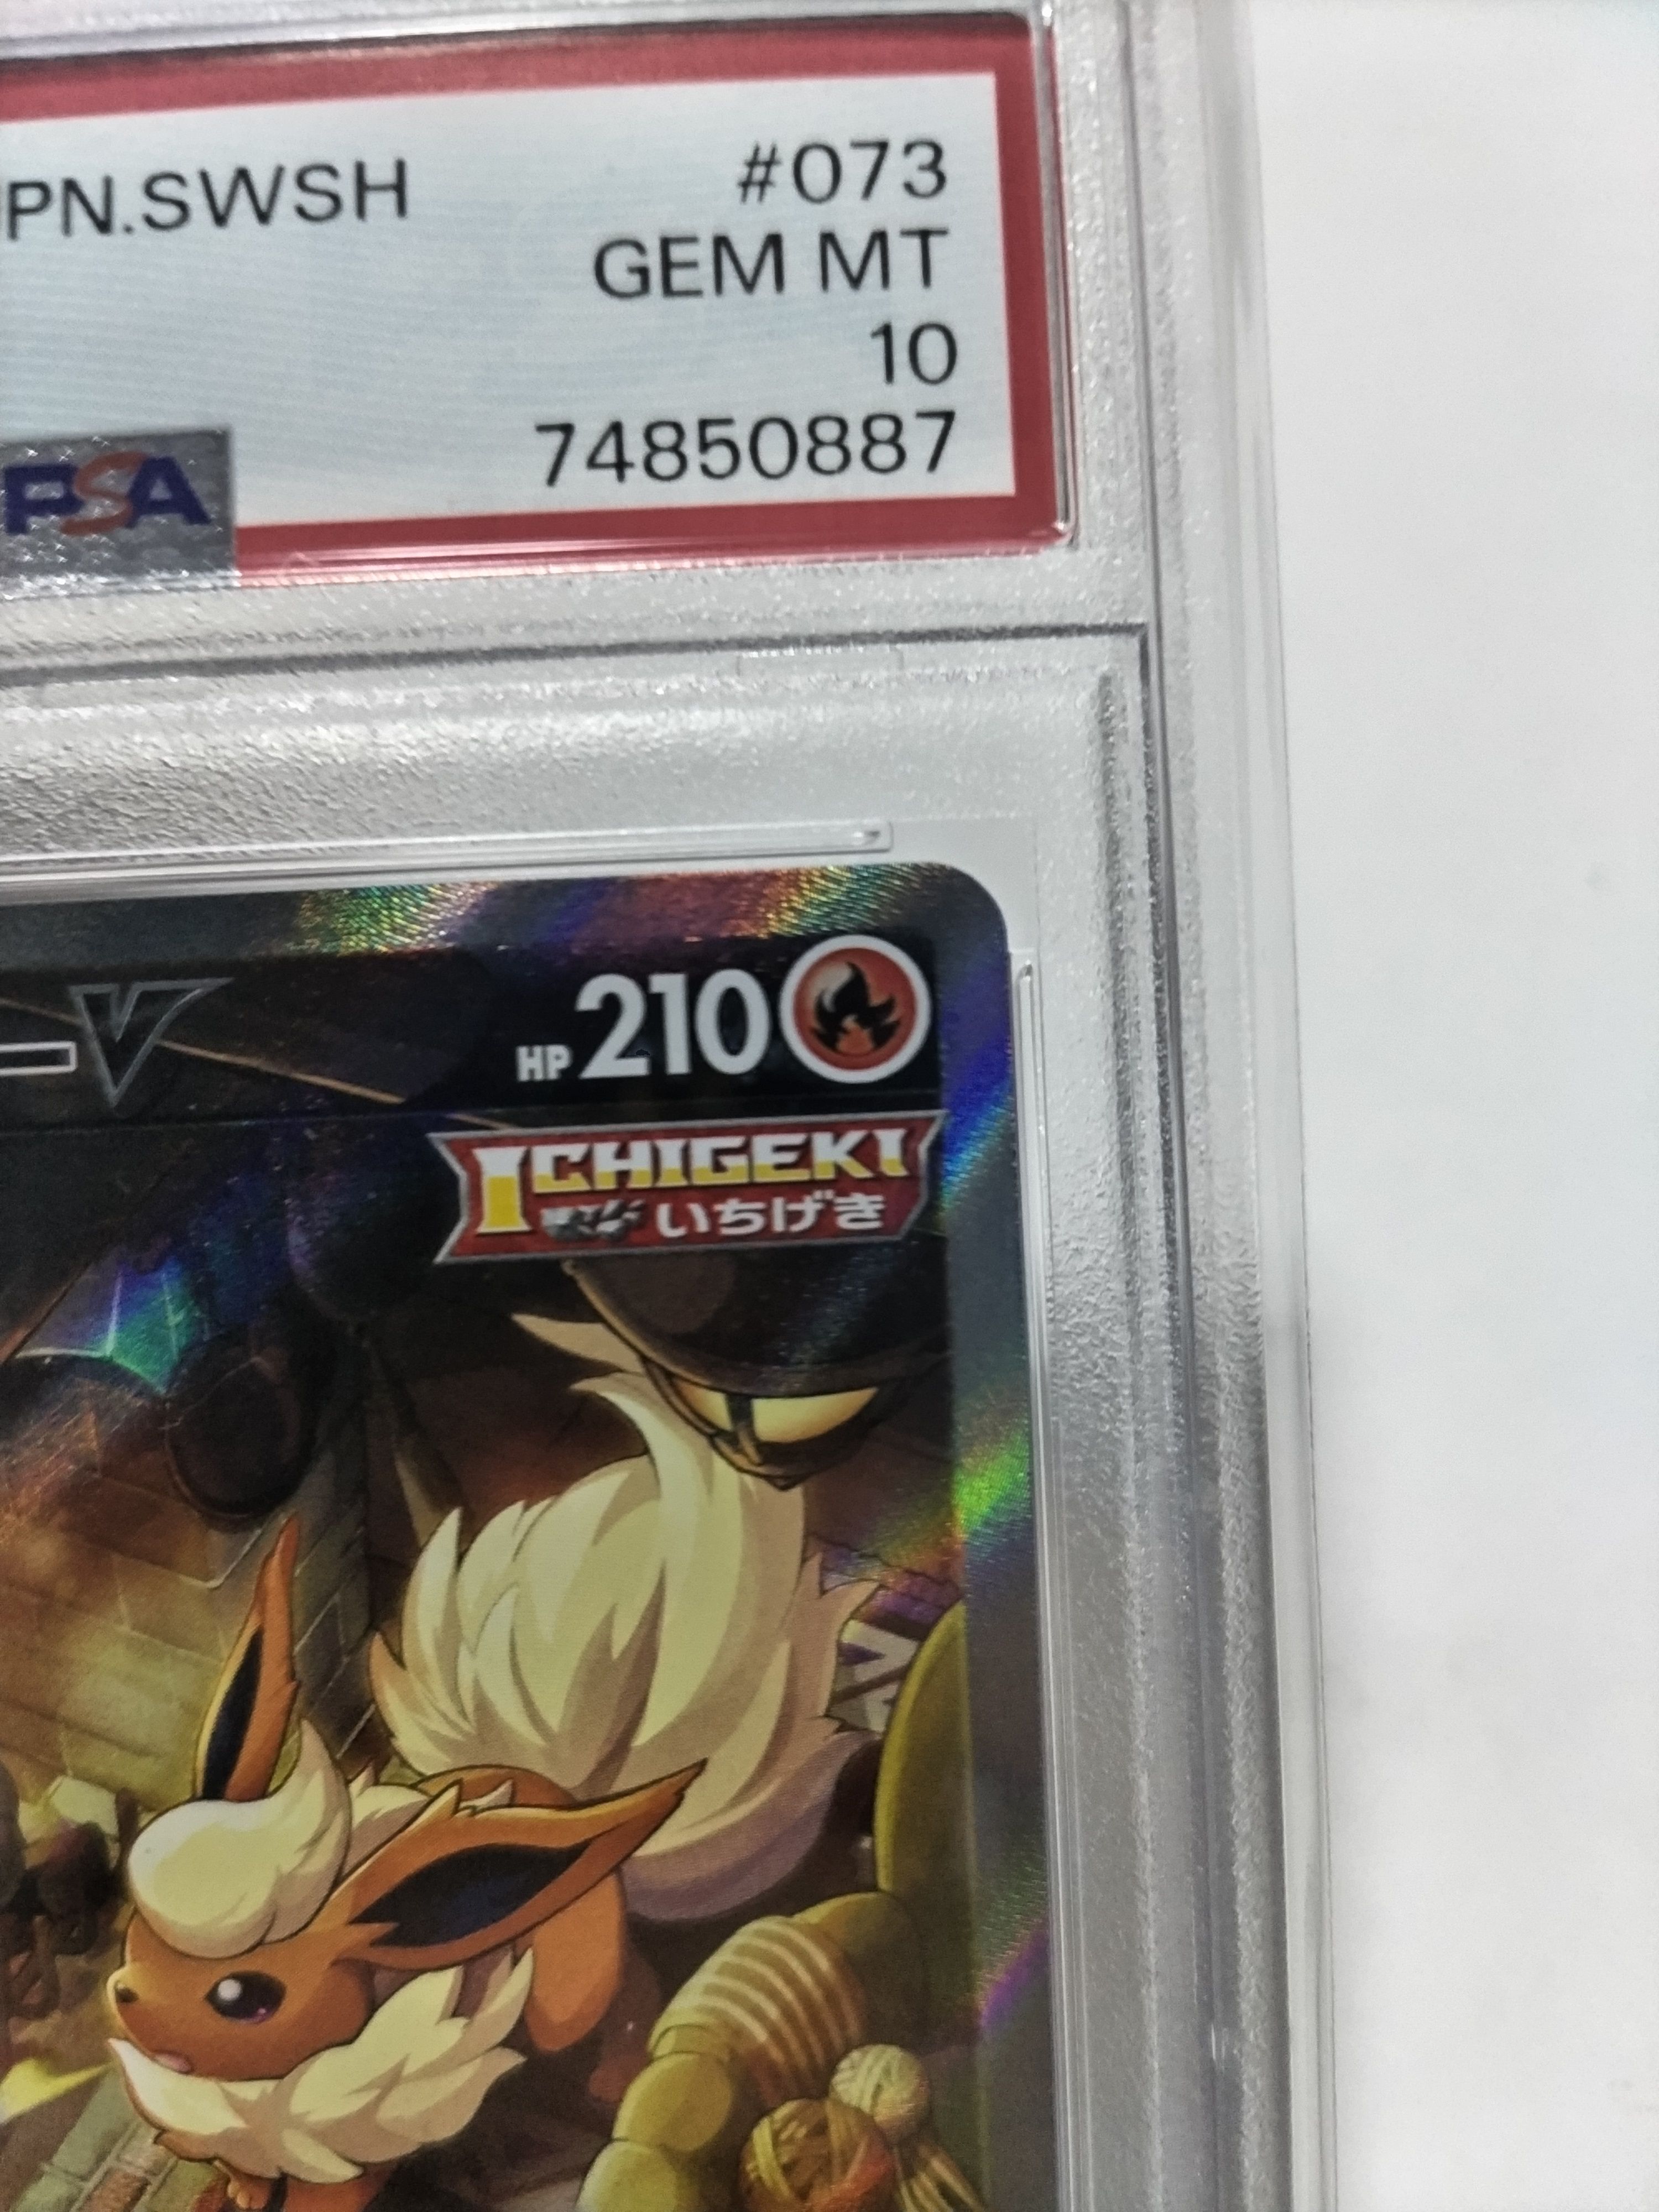 PN.SWSH #073
GEM MT
10
PSA 74850887
V HP 210
ICHIGEKI
いちげき